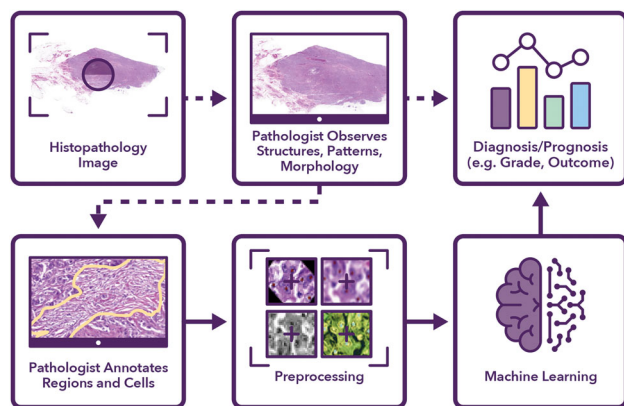 Histopathology
Image
Pathologist Observes
Structures, Patterns,
Morphology
Diagnosis/Prognosis
(e.g. Grade, Outcome)
Pathologist Annotates
Regions and Cells
Preprocessing
Machine Learning